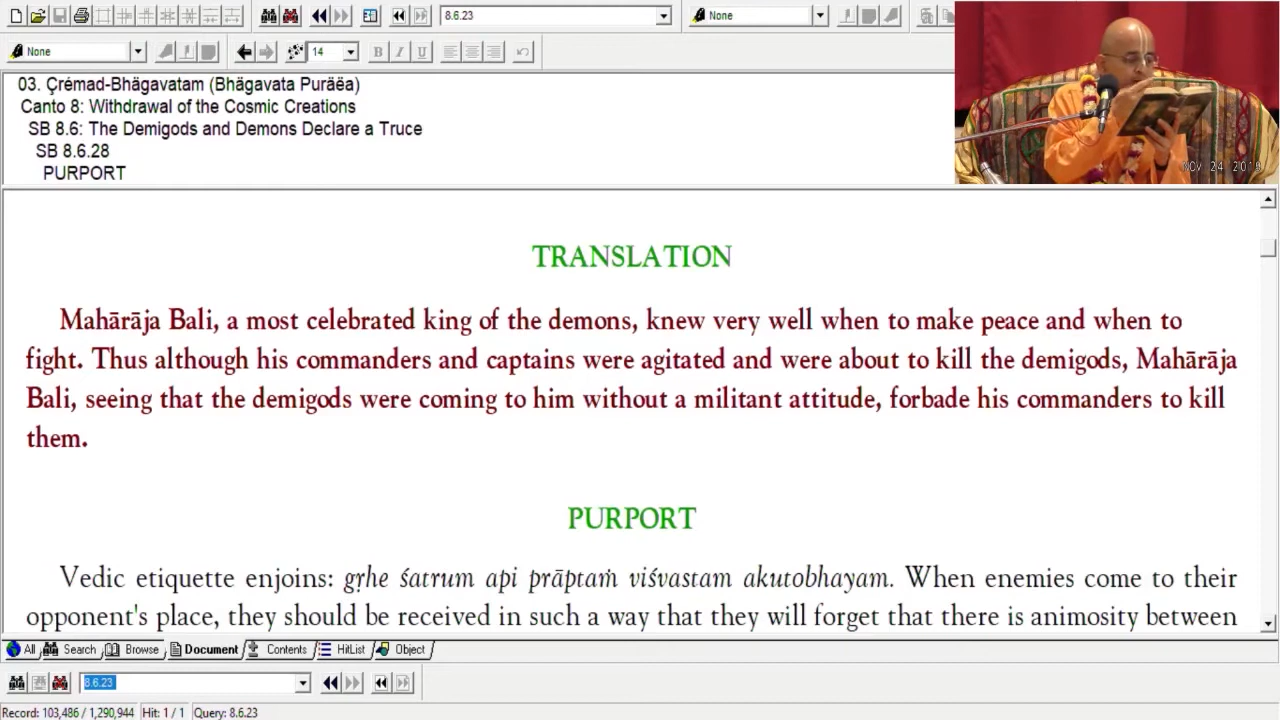 8.6.23
None
None
14
B I U
03. Çrémad-Bhägavatam (Bhägavata Puräëa)
Canto 8: Withdrawal of the Cosmic Creations
SB 8.6: The Demigods and Demons Declare a Truce
SB 8.6.28
PURPORT
NOV 24 2019
TRANSLATION
Mahārāja Bali, a most celebrated king of the demons, knew very well when to make peace and when to
fight. Thus although his commanders and captains were agitated and were about to kill the demigods, Mahārāja
Bali, seeing that the demigods were coming to him without a militant attitude, forbade his commanders to kill
them.
PURPORT
Vedic etiquette enjoins: gṛhe śatrum api prāptaṁ viśvastam akutobhayam. When enemies come to their
opponent's place, they should be received in such a way that they will forget that there is animosity between
All Search Browse Document Contents HitList Object
8.6.23
Record: 103,486 / 1,290,944 Hit: 1 / 1 Query: 8.6.23